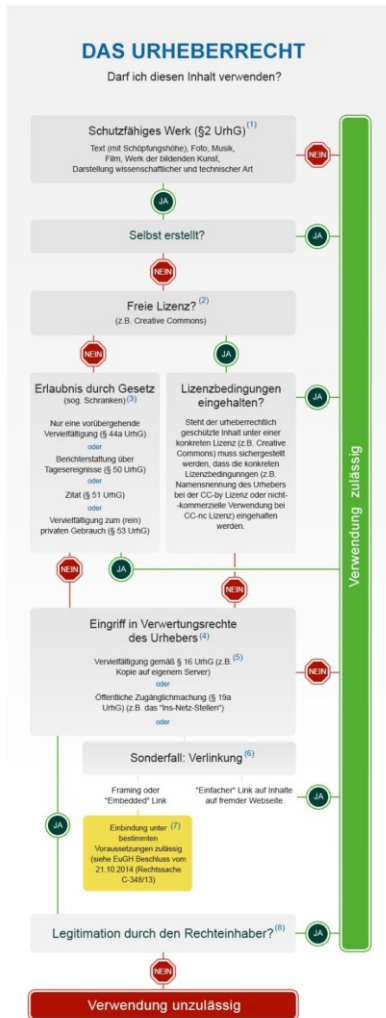 DAS URHEBERRECHT
Darf ich diesen Inhalt verwenden?
Schutzfähiges Werk (§2 UrhG) (1)
Text (mit Schöpfungshöhe), Foto, Musik,
Film, Werk der bildenden Kunst,
Darstellung wissenschaftlicher und technischer Art
NEIN
JA
Selbst erstellt?
JA
NEIN
Freie Lizenz? (2)
(z.B. Creative Commons)
NEIN
JA
Erlaubnis durch Gesetz
(sog. Schranken) (3)
Nur eine vorübergehende
Vervielfältigung (§ 44a UrhG)
oder
Berichterstattung über
Tagesereignisse (§ 50 UrhG)
oder
Zitat (§ 51 UrhG)
oder
Vervielfältigung zum (rein)
privaten Gebrauch (§ 53 UrhG)
Lizenzbedingungen
eingehalten?
Steht der urheberrechtlich
geschützte Inhalt unter einer
konkreten Lizenz (z.B. Creative
Commons) muss sichergestellt
werden, dass die konkreten
Lizenzbedingungen (z.B.
Namensnennung des Urhebers
bei der CC-by Lizenz oder nicht-
kommerzielle Verwendung bei
CC-nc Lizenz) eingehalten
werden.
JA
NEIN
JA
NEIN
Eingriff in Verwertungsrechte
des Urhebers (4)
Vervielfältigung gemäß § 16 UrhG (z.B. (5)
Kopie auf eigenem Server)
oder
Öffentliche Zugänglichmachung (§ 19a
UrhG) (z.B. das "Ins-Netz-Stellen")
oder
NEIN
Sonderfall: Verlinkung (6)
Framing oder
"Embedded" Link
"Einfacher" Link auf Inhalte
auf fremder Webseite
JA
JA
Einbindung unter (7)
bestimmten
Voraussetzungen zulässig
(siehe EuGH Beschluss vom
21.10.2014 (Rechtssache
C-348/13)
Legitimation durch den Rechteinhaber? (8)
JA
NEIN
Verwendung unzulässig
Verwendung zulässig